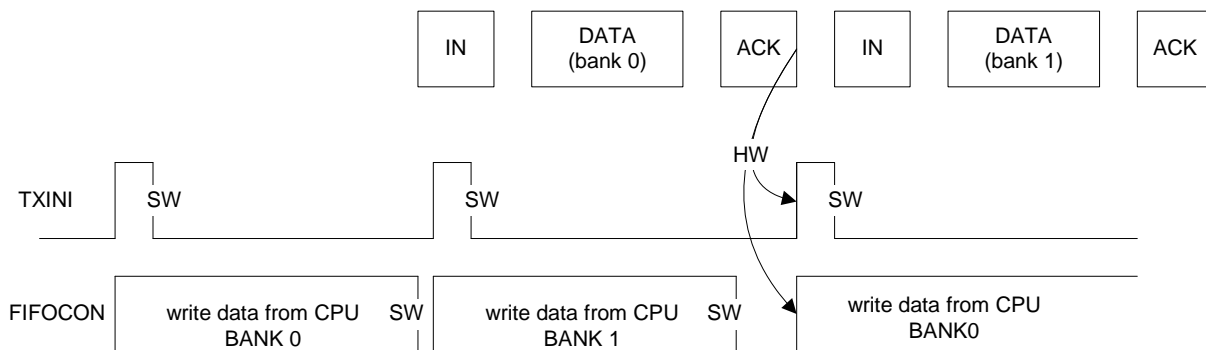 IN
DATA
(bank 0)
ACK
IN
DATA
(bank 1)
ACK
HW
TXINI
SW
SW
SW
FIFOCON
write data from CPU
BANK 0
SW
write data from CPU
BANK 1
SW
write data from CPU
BANK0